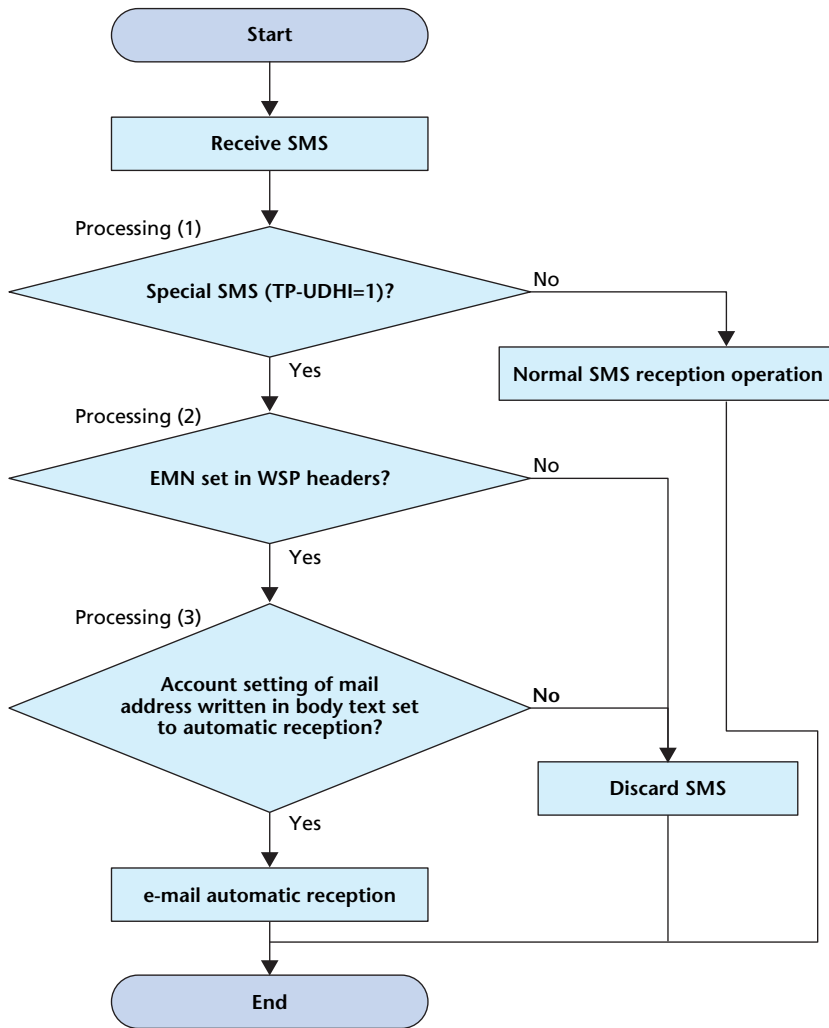 Start
Receive SMS
Processing (1)
Special SMS (TP-UDHI=1)?
No
Yes
Normal SMS reception operation
Processing (2)
EMN set in WSP headers?
No
Yes
Processing (3)
Account setting of mail
address written in body text set
to automatic reception?
No
Yes
Discard SMS
e-mail automatic reception
End